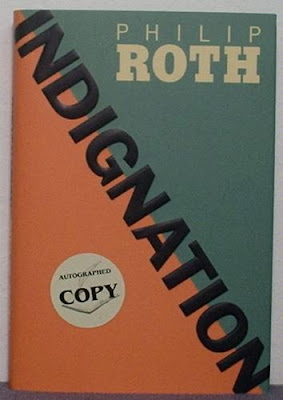 PHILIP
ROTH
INDIGNATION
AUTOGRAPHED
COPY